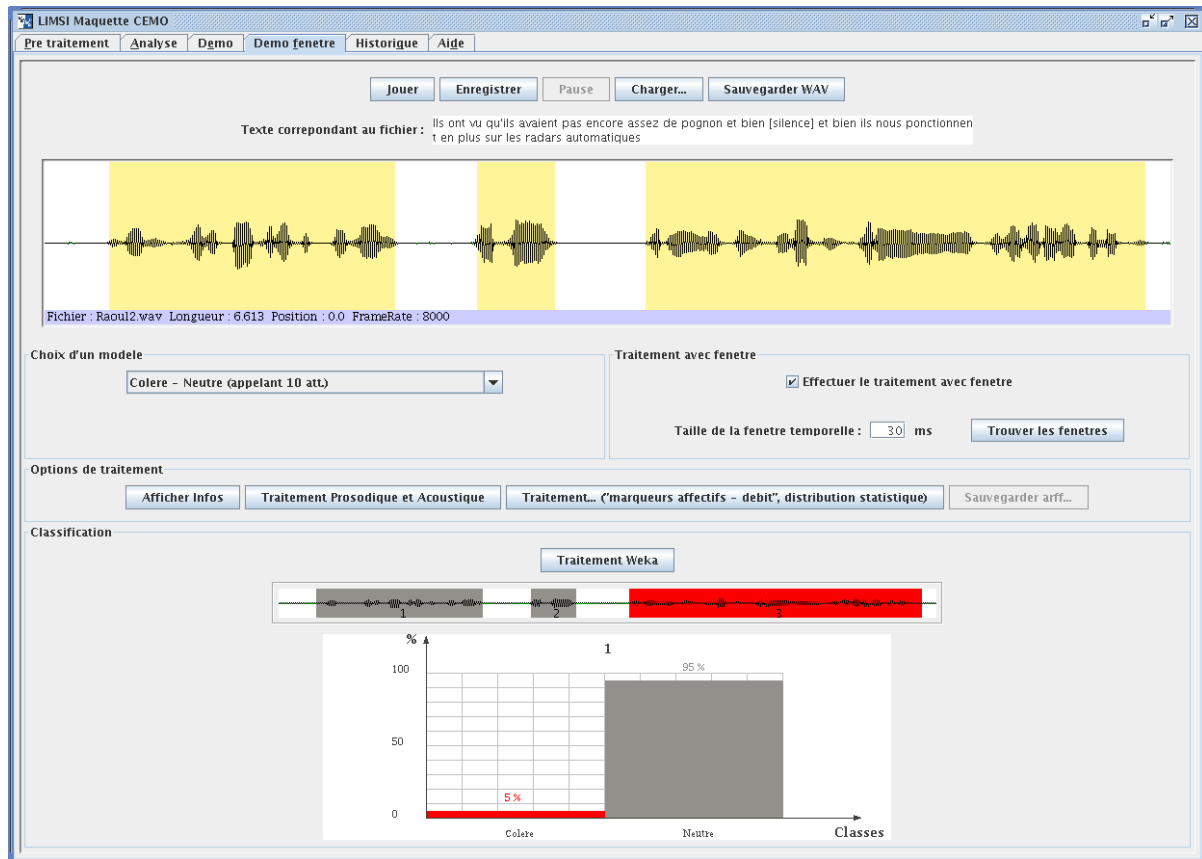 LIMSI Maquette CEMO
Pre traitement Analyse Demo Demo fenetre Historique Aide
Jouer Enregistrer Pause Charger... Sauvegarder WAV
Texte correpondant au fichier : Ils ont vu qu'ils avaient pas encore assez de pognon et bien [silence] et bien ils nous ponctionnen
t en plus sur les radars automatiques
Fichier : Raoul2.wav Longueur : 6.613 Position : 0.0 FrameRate : 8000
Choix d'un modele
Colere - Neutre (appelant 10 att.)
Traitement avec fenetre
Effectuer le traitement avec fenetre
Taille de la fenetre temporelle : 30 ms Trouver les fenetres
Options de traitement
Afficher Infos Traitement Prosodique et Acoustique Traitement... ("marqueurs affectifs - debit", distribution statistique) Sauvegarder arff...
Classification
Traitement Weka
1 2 3
%
1
100
95 %
50
5 %
0
Colere Neutre Classes